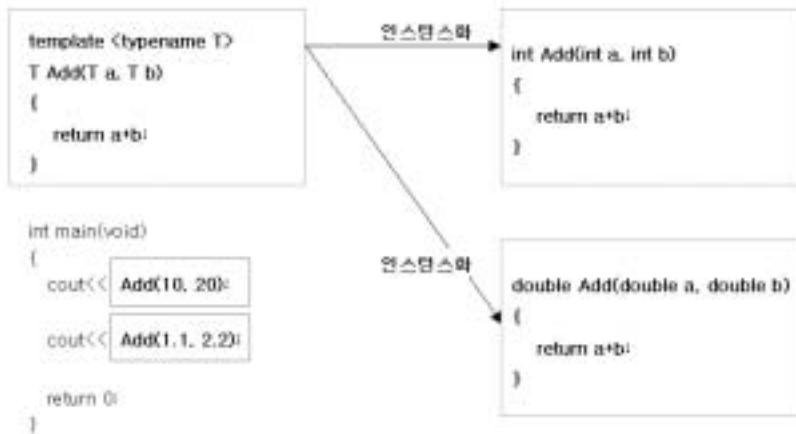 template <typename T>
T Add(T a, T b)
{
return a+b;
}
인스턴스화
int Add(int a, int b)
{
return a+b;
}
int main(void)
{
cout<< Add(10, 20);
cout<< Add(1.1, 2.2);
return 0;
}
인스턴스화
double Add(double a, double b)
{
return a+b;
}